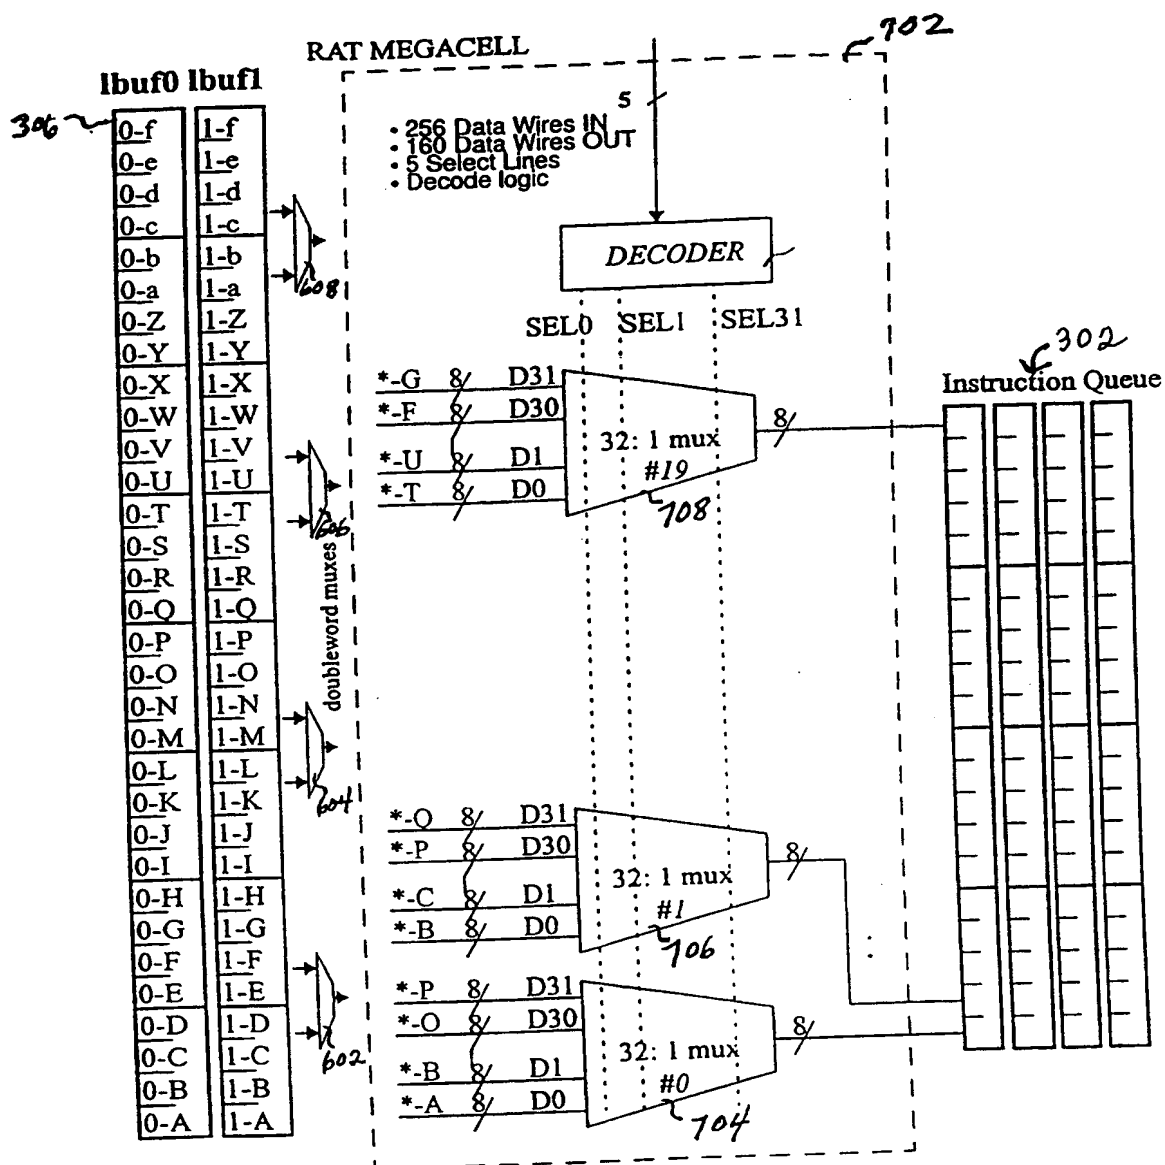 702
RAT MEGACELL
Ibuf0 Ibuf1
306
5
• 256 Data Wires IN
• 160 Data Wires OUT
• 5 Select Lines
• Decode logic
DECODER
SEL0 SEL1 SEL31
0-f 1-f
0-e 1-e
0-d 1-d
0-c 1-c
0-b 1-b
0-a 1-a
0-Z 1-Z
0-Y 1-Y
0-X 1-X
0-W 1-W
0-V 1-V
0-U 1-U
0-T 1-T
0-S 1-S
0-R 1-R
0-Q 1-Q
0-P 1-P
0-O 1-O
0-N 1-N
0-M 1-M
0-L 1-L
0-K 1-K
0-J 1-J
0-I 1-I
0-H 1-H
0-G 1-G
0-F 1-F
0-E 1-E
0-D 1-D
0-C 1-C
0-B 1-B
0-A 1-A
608
606
doubleword muxes
604
602
*-G 8 D31
*-F 8 D30
*-U 8 D1
*-T 8 D0
32: 1 mux
#19
708
8
302
Instruction Queue
*-Q 8 D31
*-P 8 D30
*-C 8 D1
*-B 8 D0
32: 1 mux
#1
706
8
*-P 8 D31
*-O 8 D30
*-B 8 D1
*-A 8 D0
32: 1 mux
#0
704
8